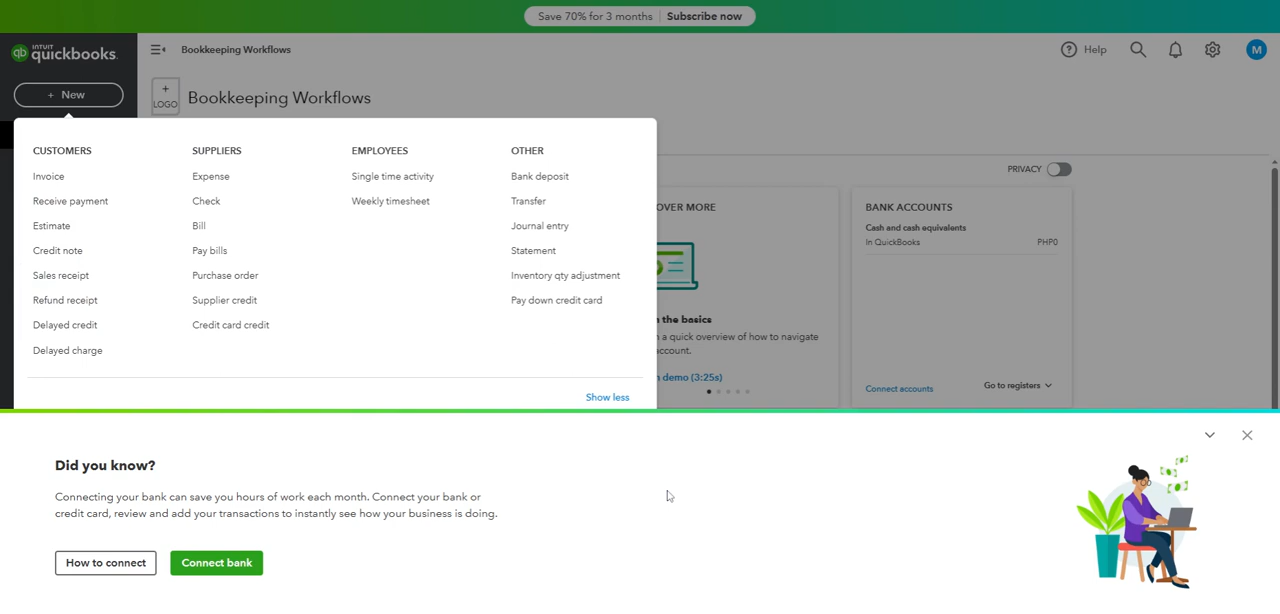 Save 70% for 3 months | Subscribe now
INTUIT
quickbooks.
Bookkeeping Workflows
Help
M
+ New
+
LOGO
Bookkeeping Workflows
CUSTOMERS
Invoice
Receive payment
Estimate
Credit note
Sales receipt
Refund receipt
Delayed credit
Delayed charge
SUPPLIERS
Expense
Check
Bill
Pay bills
Purchase order
Supplier credit
Credit card credit
EMPLOYEES
Single time activity
Weekly timesheet
OTHER
Bank deposit
Transfer
Journal entry
Statement
Inventory qty adjustment
Pay down credit card
Show less
PRIVACY
OVER MORE
the basics
a quick overview of how to navigate
account.
demo (3:25s)
BANK ACCOUNTS
Cash and cash equivalents
In QuickBooks PHP0
Connect accounts
Go to registers
Did you know?
Connecting your bank can save you hours of work each month. Connect your bank or
credit card, review and add your transactions to instantly see how your business is doing.
How to connect
Connect bank